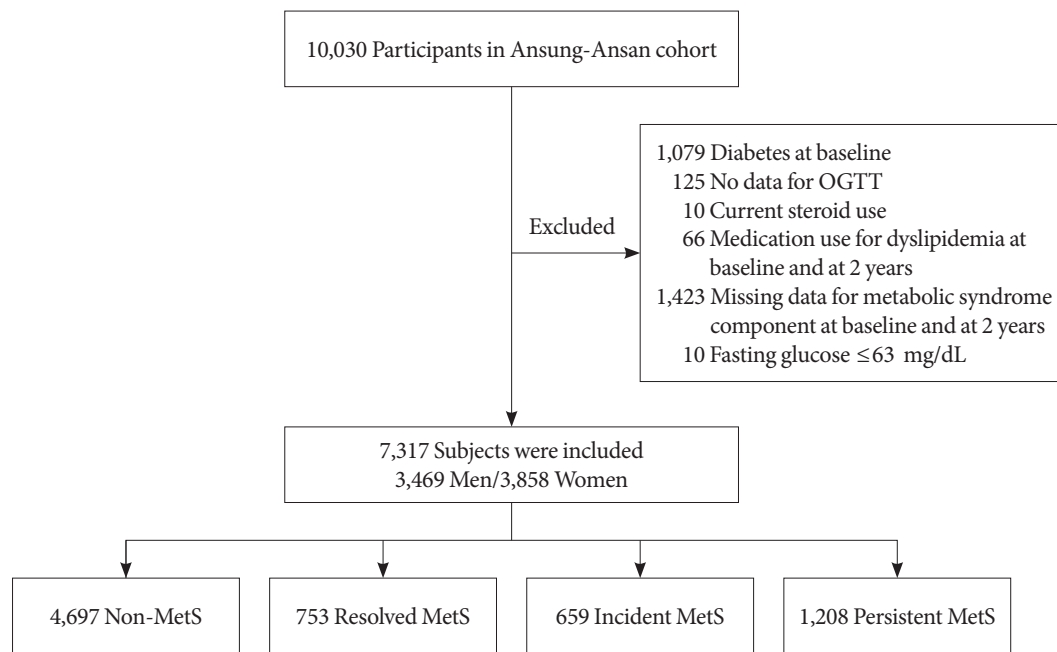 10,030 Participants in Ansung-Ansan cohort
1,079 Diabetes at baseline
125 No data for OGTT
10 Current steroid use
Excluded
66 Medication use for dyslipidemia at
baseline and at 2 years
1,423 Missing data for metabolic syndrome
component at baseline and at 2 years
10 Fasting glucose ≤63 mg/dL
7,317 Subjects were included
3,469 Men/3,858 Women
4,697 Non-MetS
753 Resolved MetS
659 Incident MetS
1,208 Persistent MetS